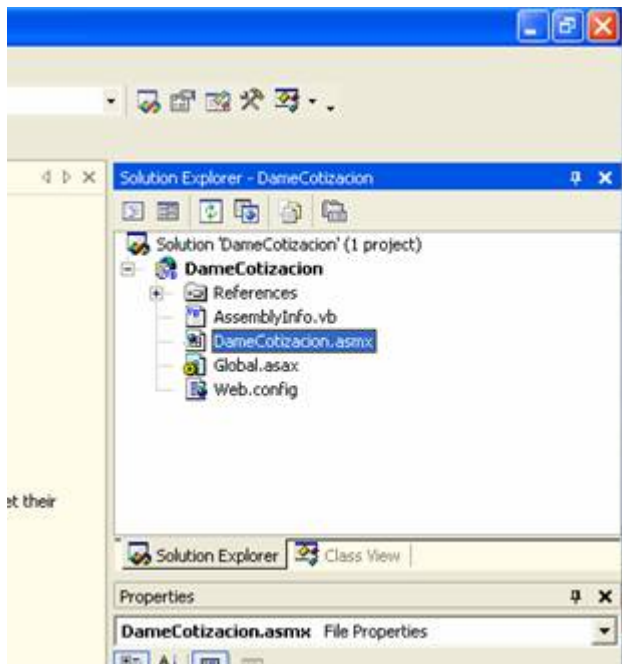 Solution Explorer - DameCotizacion
Solution 'DameCotizacion' (1 project)
DameCotizacion
References
AssemblyInfo.vb
DameCotizacion.asmx
Global.asax
Web.config
et their
Solution Explorer Class View
Properties
DameCotizacion.asmx File Properties